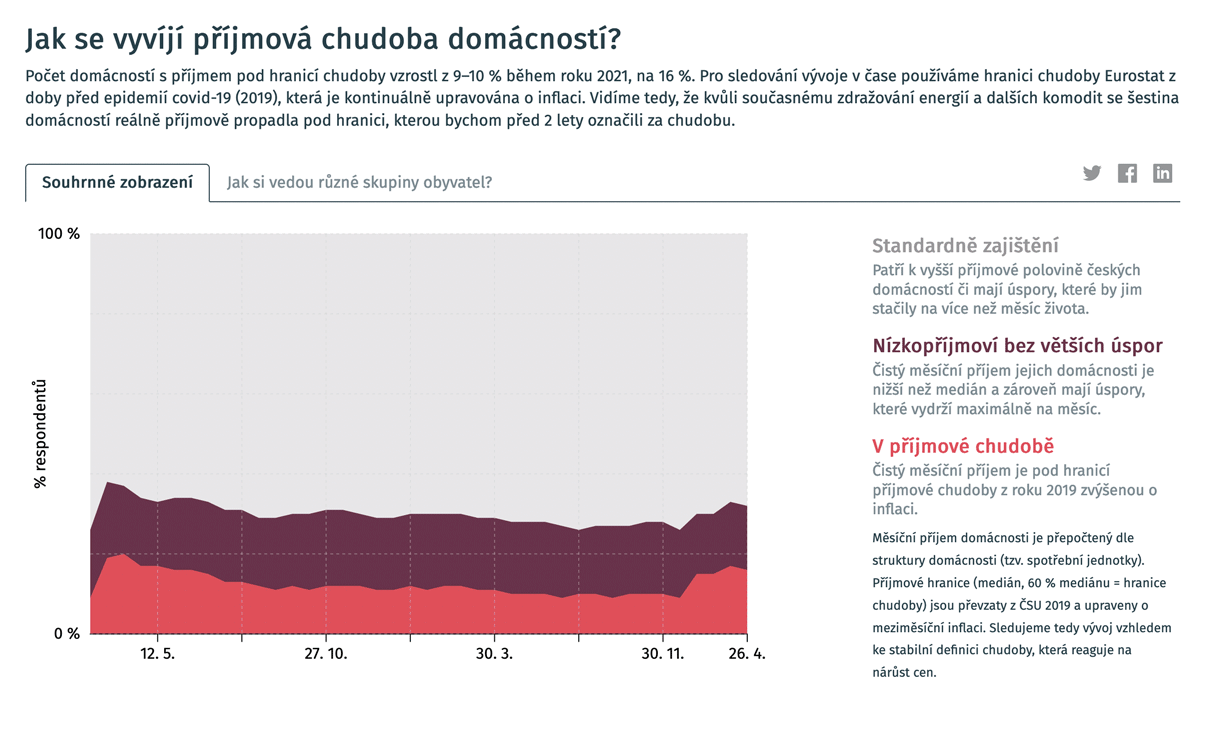 Jak se vyvíjí příjmová chudoba domácností?
Počet domácností s příjmem pod hranicí chudoby vzrostl z 9–10 % během roku 2021, na 16 %. Pro sledování vývoje v čase používáme hranici chudoby Eurostat z
doby před epidemií covid-19 (2019), která je kontinuálně upravována o inflaci. Vidíme tedy, že kvůli současnému zdražování energií a dalších komodit se šestina
domácností reálně příjmově propadla pod hranici, kterou bychom před 2 lety označili za chudobu.
Souhrnné zobrazení
Jak si vedou různé skupiny obyvatel?
100 %
% respondentů
0 %
12. 5.
27. 10.
30. 3.
30. 11.
26. 4.
Standardně zajištění
Patří k vyšší příjmové polovině českých
domácností či mají úspory, které by jim
stačily na více než měsíc života.
Nízkopříjmoví bez větších úspor
Čistý měsíční příjem jejich domácnosti je
nižší než medián a zároveň mají úspory,
které vydrží maximálně na měsíc.
V příjmové chudobě
Čistý měsíční příjem je pod hranicí
příjmové chudoby z roku 2019 zvýšenou o
inflaci.
Měsíční příjem domácnosti je přepočtený dle
struktury domácnosti (tzv. spotřební jednotky).
Příjmové hranice (medián, 60 % mediánu = hranice
chudoby) jsou převzaty z ČSU 2019 a upraveny o
meziměsíční inflaci. Sledujeme tedy vývoj vzhledem
ke stabilní definici chudoby, která reaguje na
nárůst cen.